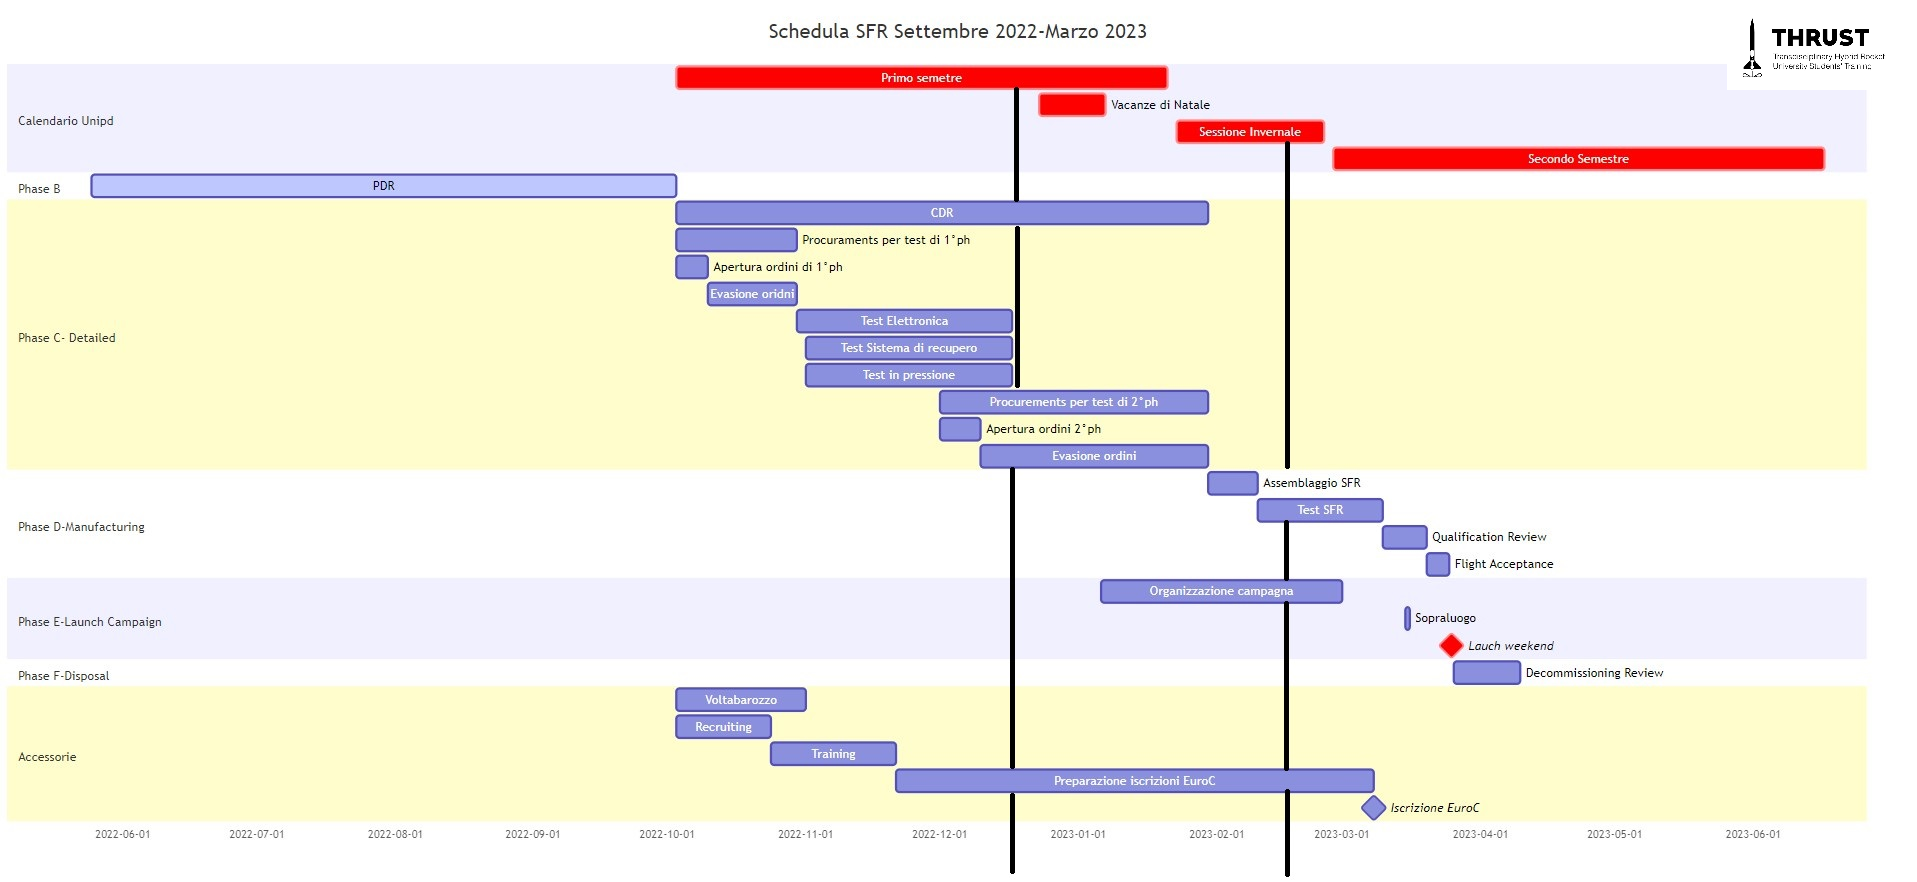 Schedula SFR Settembre 2022-Marzo 2023
THRUST
Transdisciplinary Hybrid Rocket
University Students' Training
Calendario Unipd
Primo semetre
Vacanze di Natale
Sessione Invernale
Secondo Semestre
Phase B
PDR
Phase C- Detailed
CDR
Procuraments per test di 1°ph
Apertura ordini di 1°ph
Evasione oridni
Test Elettronica
Test Sistema di recupero
Test in pressione
Procurements per test di 2°ph
Apertura ordini 2°ph
Evasione ordini
Phase D-Manufacturing
Assemblaggio SFR
Test SFR
Qualification Review
Flight Acceptance
Phase E-Launch Campaign
Organizzazione campagna
Sopraluogo
Lauch weekend
Phase F-Disposal
Decommissioning Review
Accessorie
Voltabarozzo
Recruiting
Training
Preparazione iscrizioni EuroC
Iscrizione EuroC
2022-06-01 2022-07-01 2022-08-01 2022-09-01 2022-10-01 2022-11-01 2022-12-01 2023-01-01 2023-02-01 2023-03-01 2023-04-01 2023-05-01 2023-06-01